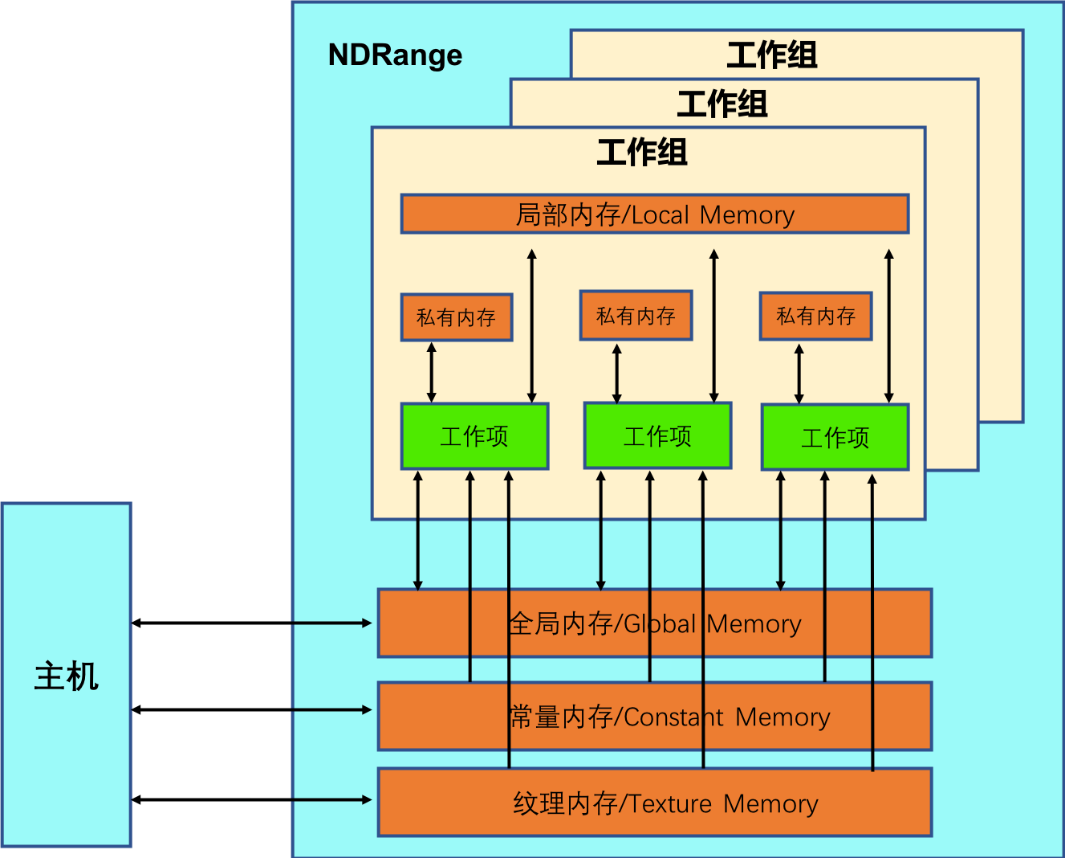 NDRange
工作组
工作组
工作组
局部内存/Local Memory
私有内存
私有内存
私有内存
工作项
工作项
工作项
主机
全局内存/Global Memory
常量内存/Constant Memory
纹理内存/Texture Memory